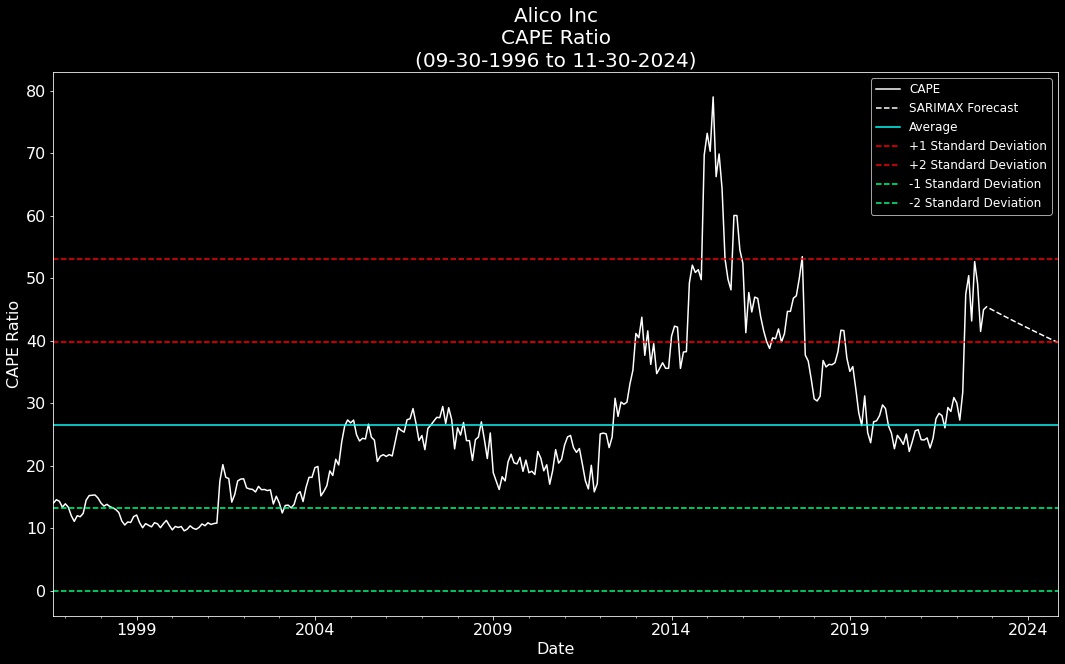 Alico Inc
CAPE Ratio
(09-30-1996 to 11-30-2024)
CAPE
SARIMAX Forecast
Average
+1 Standard Deviation
+2 Standard Deviation
-1 Standard Deviation
-2 Standard Deviation
CAPE Ratio
80
70
60
50
40
30
20
10
0
1999 2004 2009 2014 2019 2024
Date